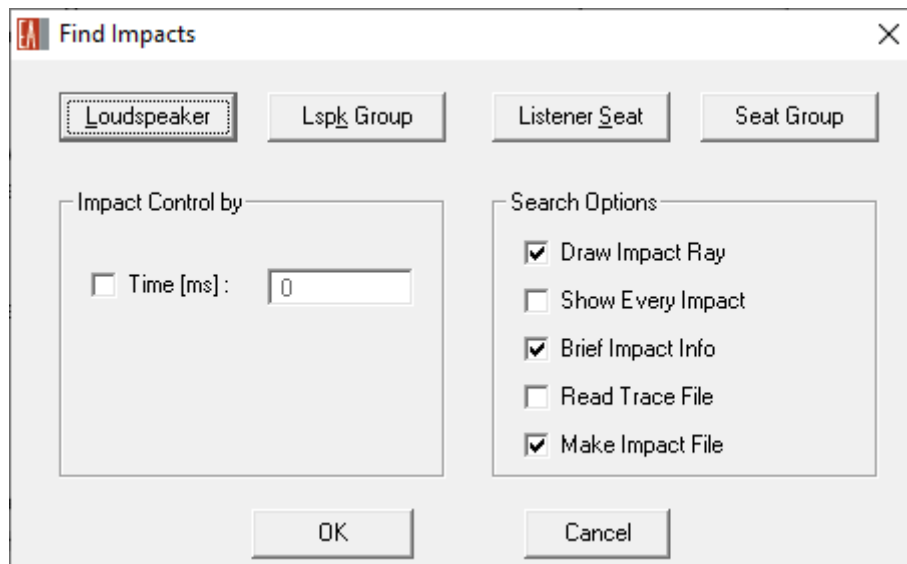 EA Find Impacts
Loudspeaker Lspk Group Listener Seat Seat Group
Impact Control by
Time [ms] : 0
Search Options
Draw Impact Ray
Show Every Impact
Brief Impact Info
Read Trace File
Make Impact File
OK Cancel